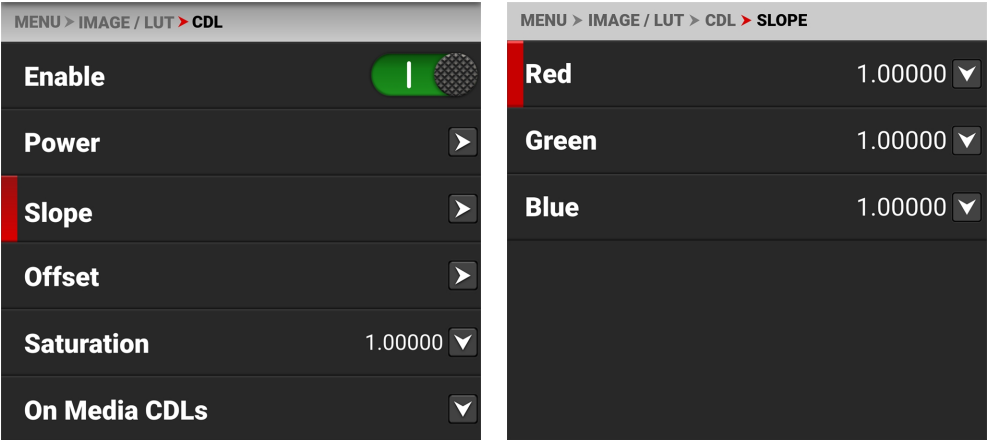 MENU > IMAGE / LUT > CDL
Enable
Power
Slope
Offset
Saturation 1.00000
On Media CDLs
MENU > IMAGE / LUT > CDL > SLOPE
Red 1.00000
Green 1.00000
Blue 1.00000